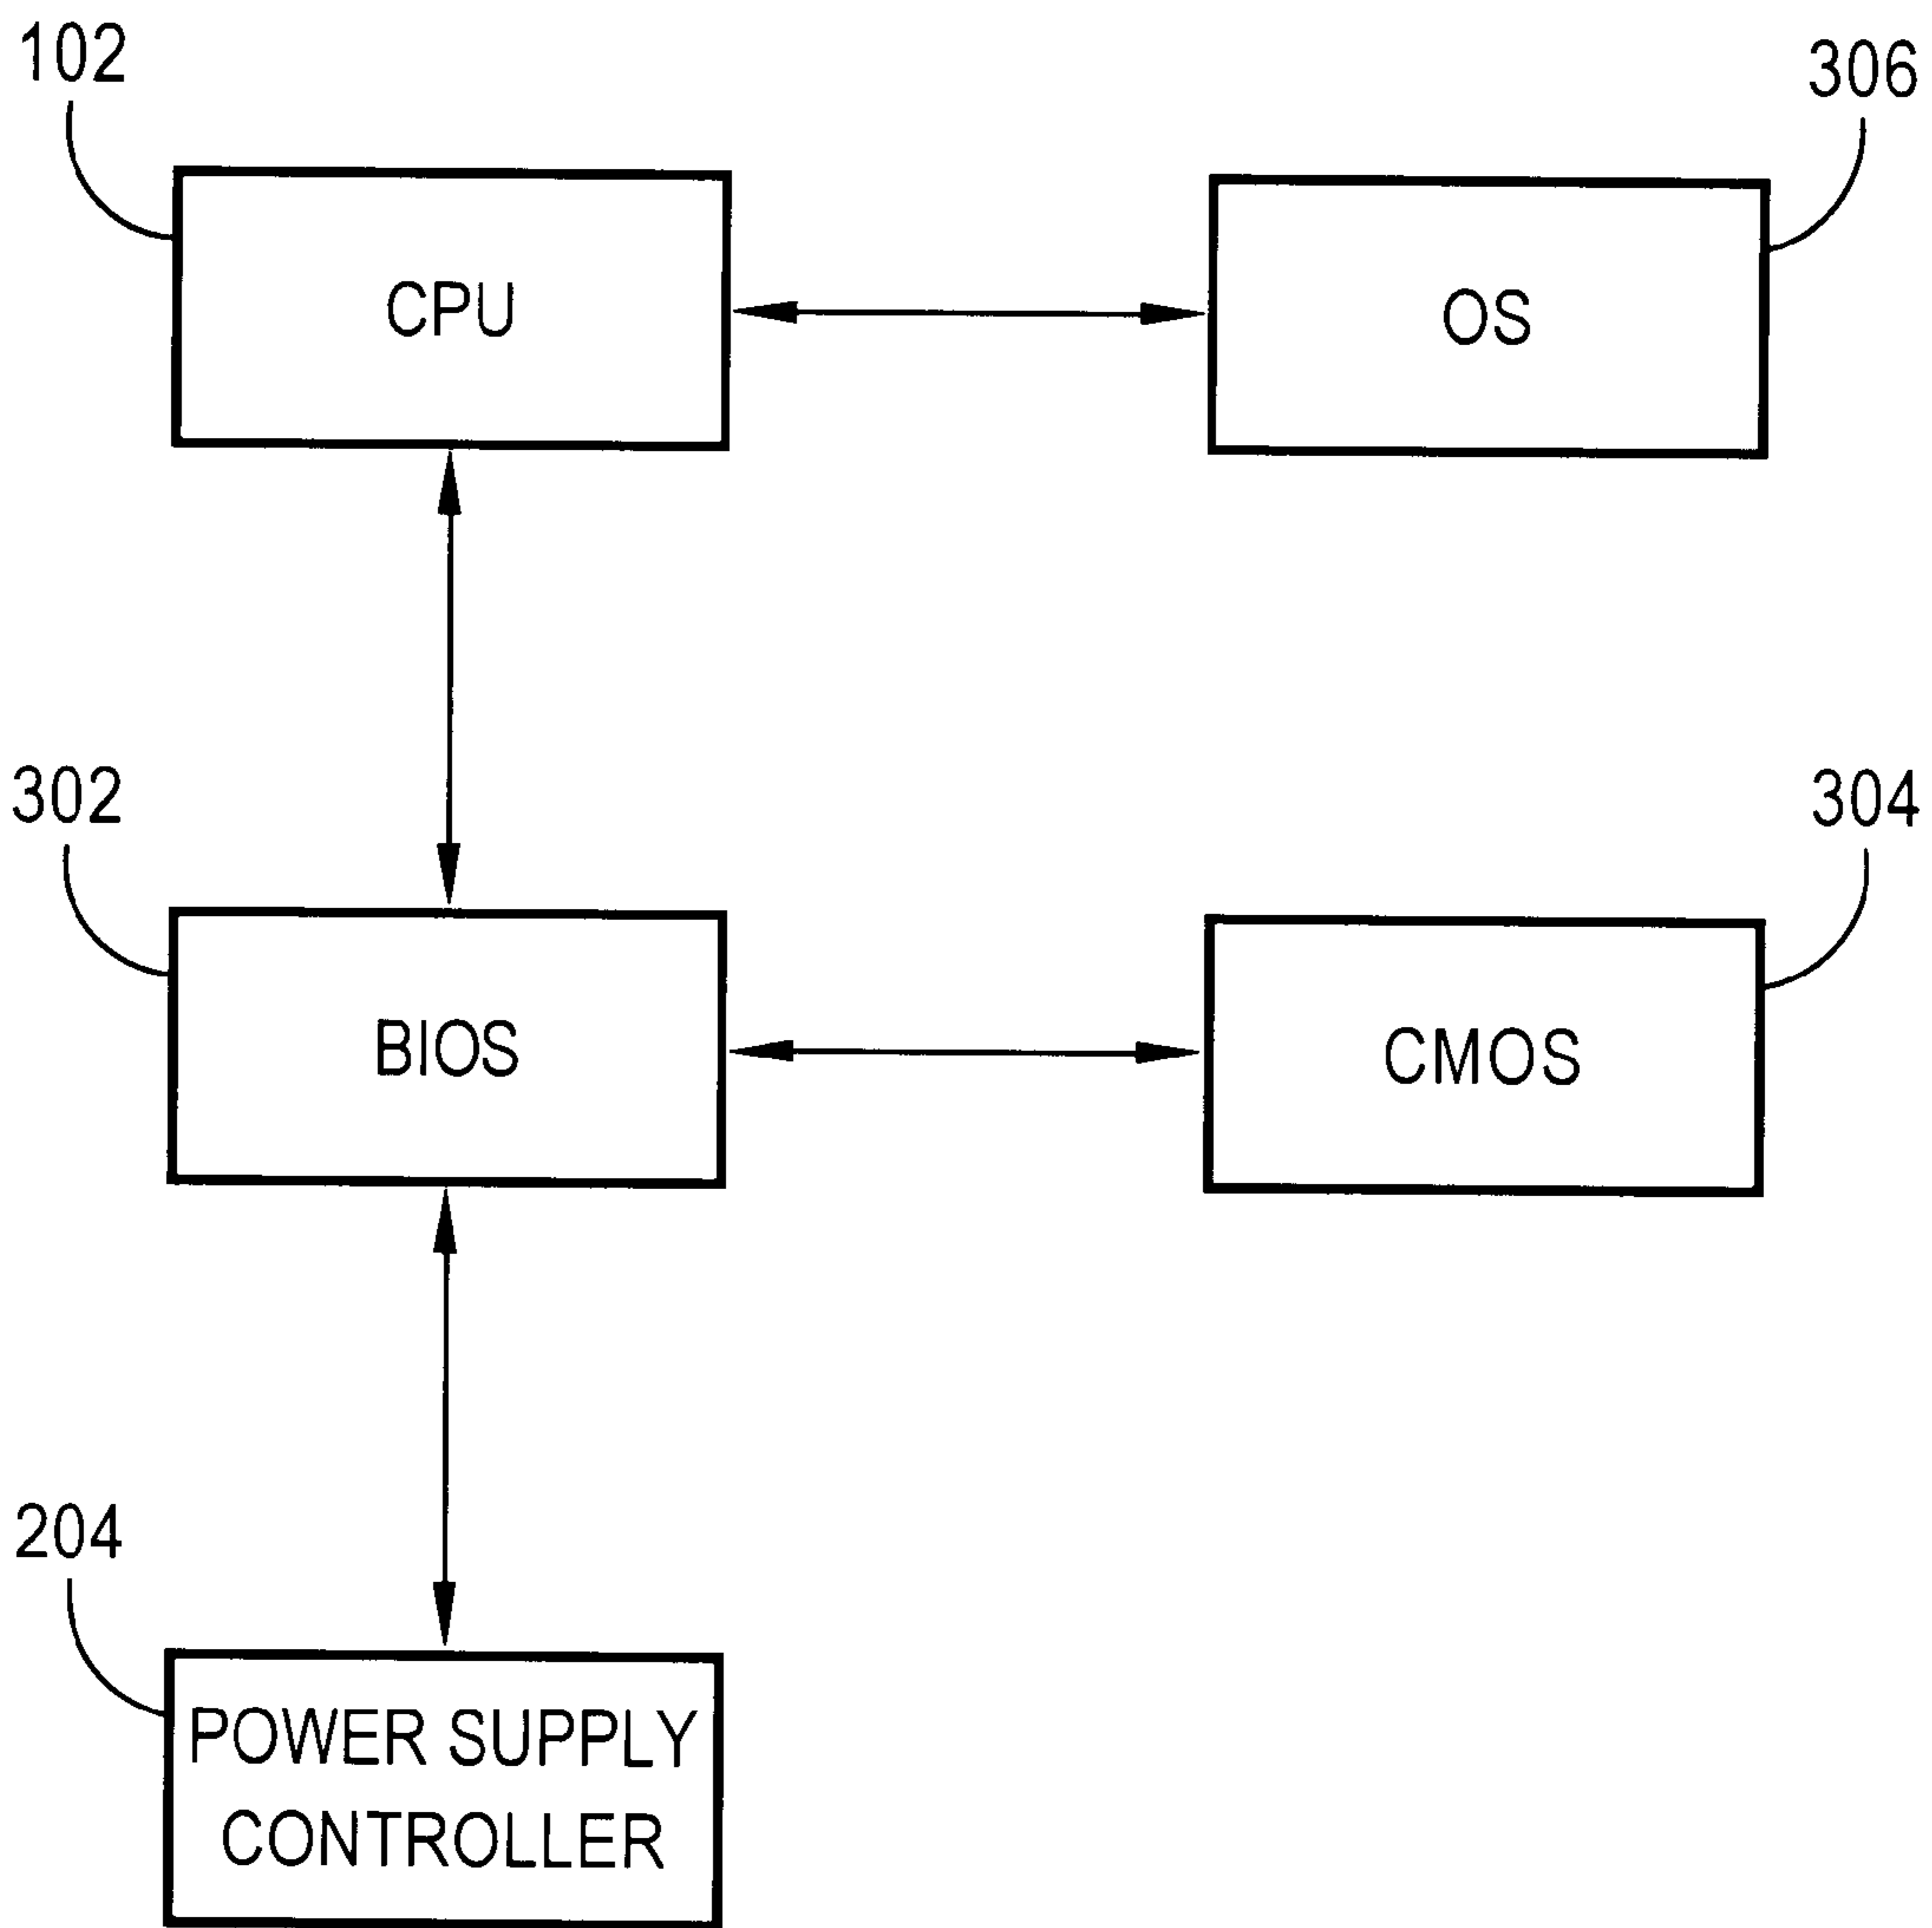 102
306
CPU
OS
302
304
BIOS
CMOS
204
POWER SUPPLY
CONTROLLER